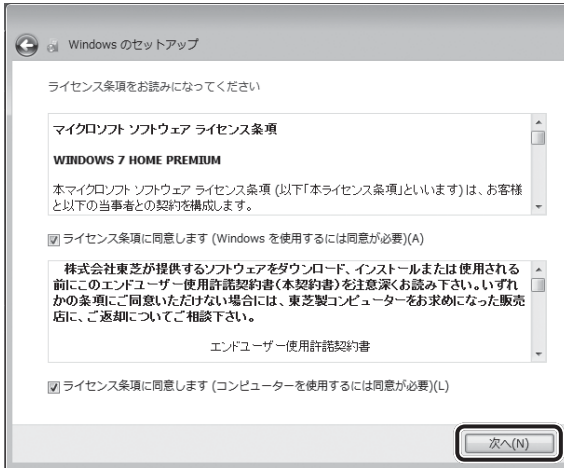 Windows のセットアップ
ライセンス条項をお読みになってください
マイクロソフト ソフトウェア ライセンス条項
WINDOWS 7 HOME PREMIUM
本マイクロソフト ソフトウェア ライセンス条項 (以下「本ライセンス条項」といいます) は、お客様
と以下の当事者との契約を構成します。
ライセンス条項に同意します (Windows を使用するには同意が必要)(A)
株式会社東芝が提供するソフトウェアをダウンロード、インストールまたは使用される
前にこのエンドユーザー使用許諾契約書(本契約書)を注意深くお読み下さい。いずれ
かの条項にご同意いただけない場合には、東芝製コンピューターをお求めになった販売
店に、ご返却についてご相談下さい。
エンドユーザー使用許諾契約書
ライセンス条項に同意します (コンピューターを使用するには同意が必要)(L)
次へ(N)